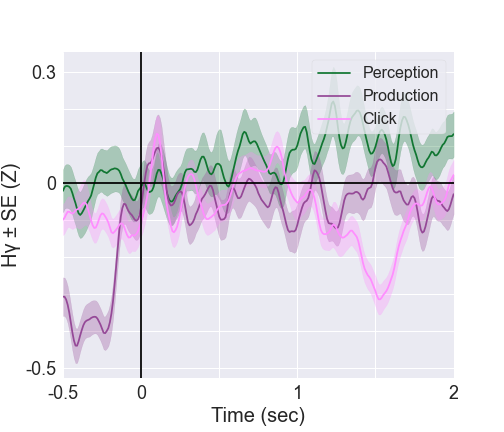 Perception
Production
Click
Hγ ± SE (Z)
0.3
0
-0.5
-0.5 0 1 2
Time (sec)